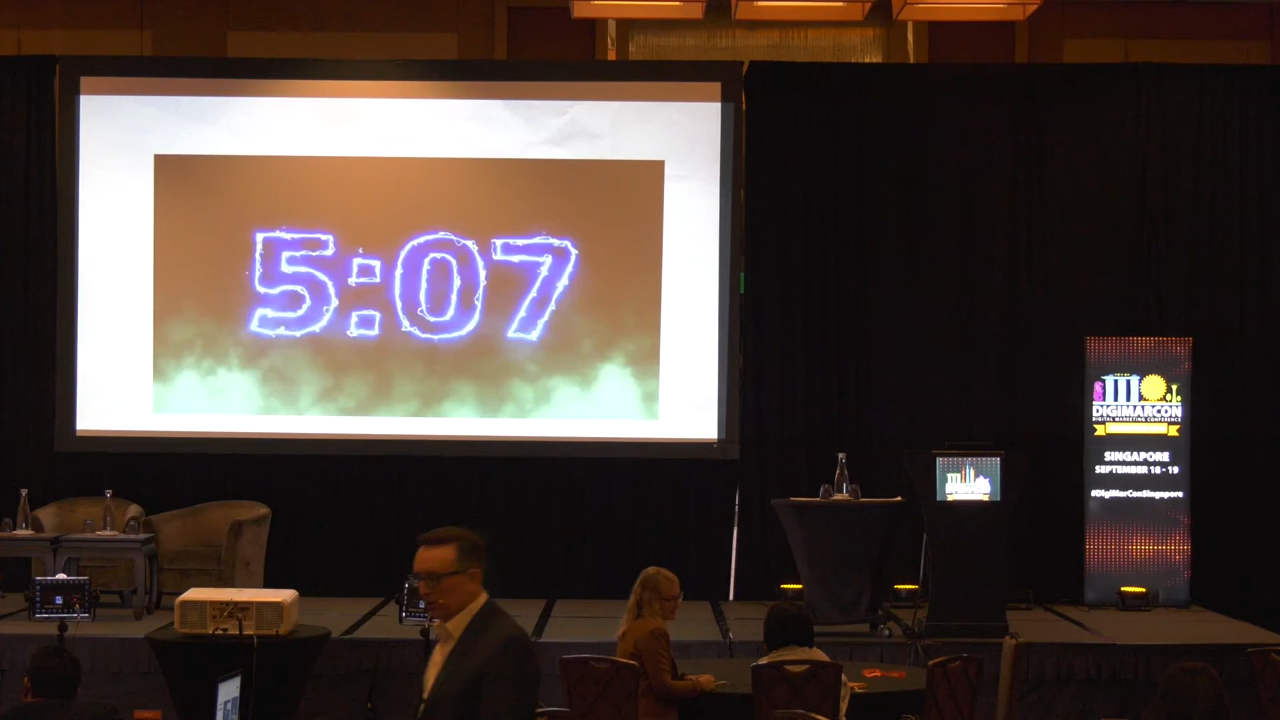 5:07
DIGIMARCON
DIGITAL MARKETING CONFERENCE
SINGAPORE
SEPTEMBER 18 - 19
#DigiMarConSingapore